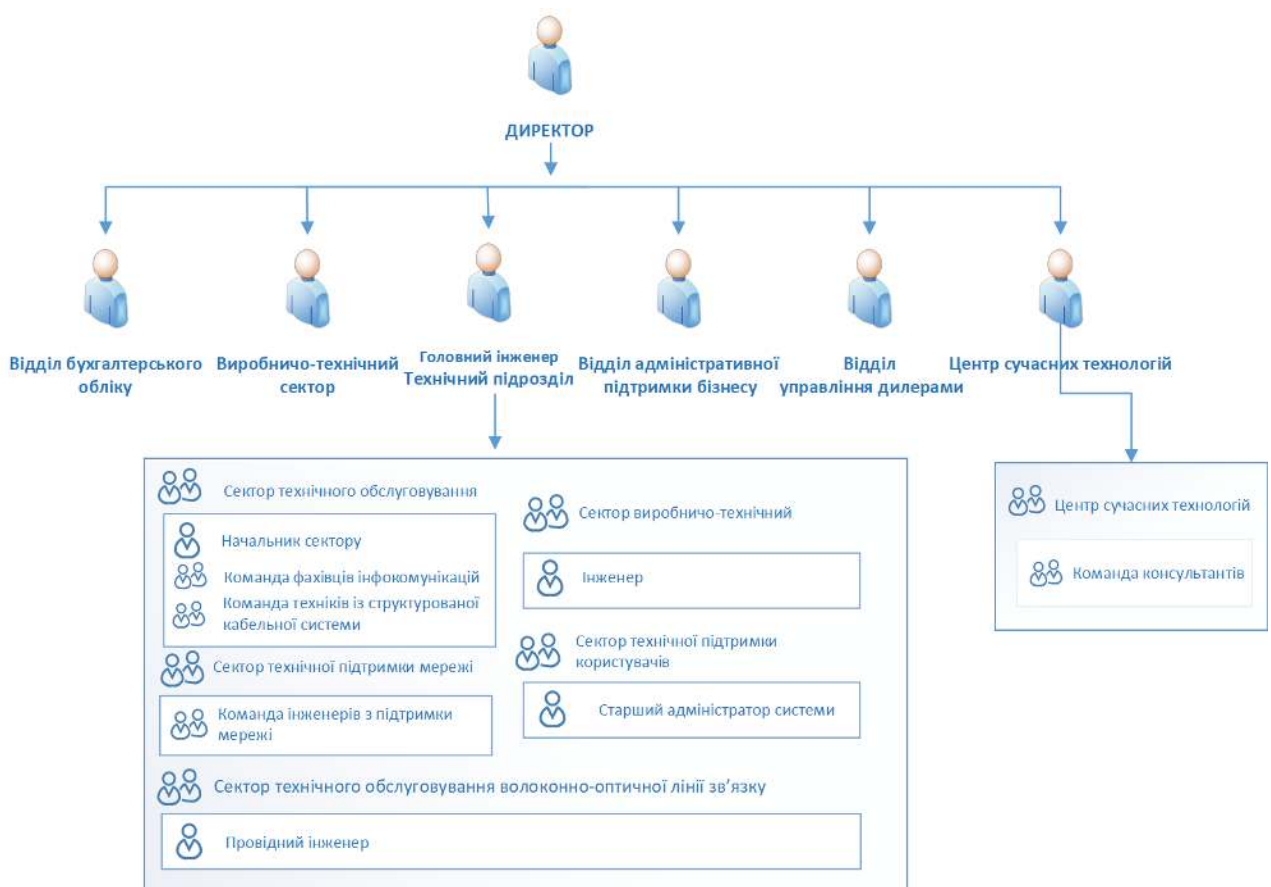 ДИРЕКТОР
Відділ бухгалтерського
обліку
Виробничо-технічний
сектор
Головний інженер
Технічний підрозділ
Відділ адміністративної
підтримки бізнесу
Відділ
управління дилерами
Центр сучасних технологій
Сектор технічного обслуговування
Начальник сектору
Команда фахівців інфокомунікацій
Команда техніків із структурованої
кабельної системи
Сектор технічної підтримки мережі
Команда інженерів з підтримки
мережі
Сектор виробничо-технічний
Інженер
Сектор технічної підтримки
користувачів
Старший адміністратор системи
Сектор технічного обслуговування волоконно-оптичної лінії зв’язку
Провідний інженер
Центр сучасних технологій
Команда консультантів